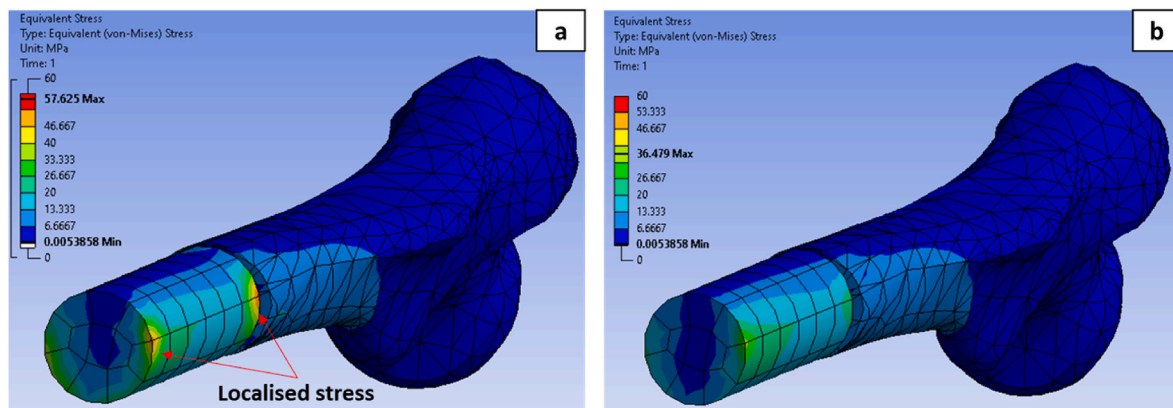 Equivalent Stress
Type: Equivalent (von-Mises) Stress
Unit: MPa
Time: 1
60
57.625 Max
46.667
40
33.333
26.667
20
13.333
6.6667
0.0053858 Min
0
a
Localised stress
Equivalent Stress
Type: Equivalent (von-Mises) Stress
Unit: MPa
Time: 1
60
53.333
46.667
36.479 Max
26.667
20
13.333
6.6667
0.0053858 Min
0
b